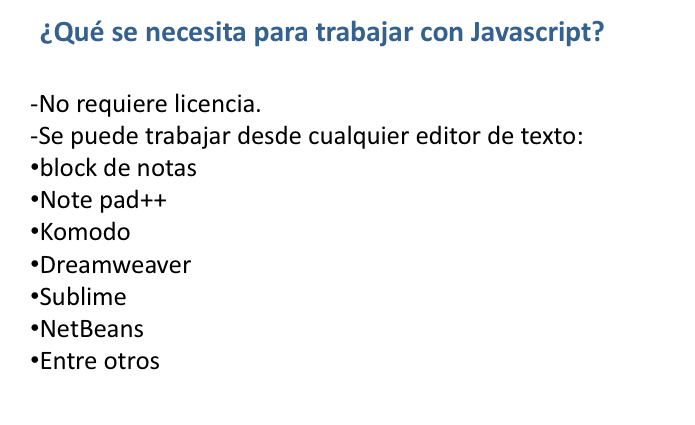 ¿Qué se necesita para trabajar con Javascript?
-No requiere licencia.
-Se puede trabajar desde cualquier editor de texto:
•block de notas
•Note pad++
•Komodo
•Dreamweaver
•Sublime
•NetBeans
•Entre otros